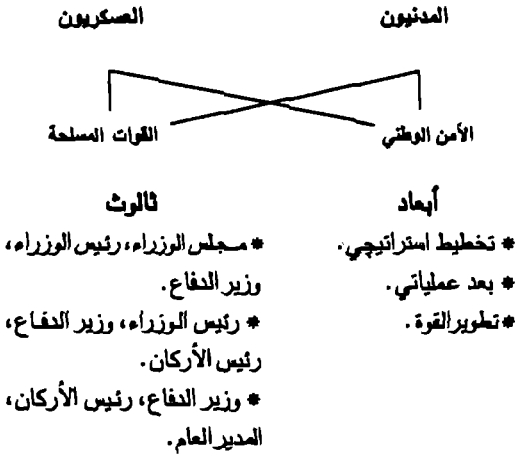 المدنيون العسكريون
الأمن الوطني القوات المسلحة
أبعاد ثالوث
* تخطيط استراتيجي. * مجلس الوزراء، رئيس الوزراء،
* بعد عملياتي. وزير الدفاع.
* تطوير القوة. * رئيس الوزراء، وزير الدفاع،
رئيس الأركان.
* وزير الدفاع، رئيس الأركان،
المدير العام.